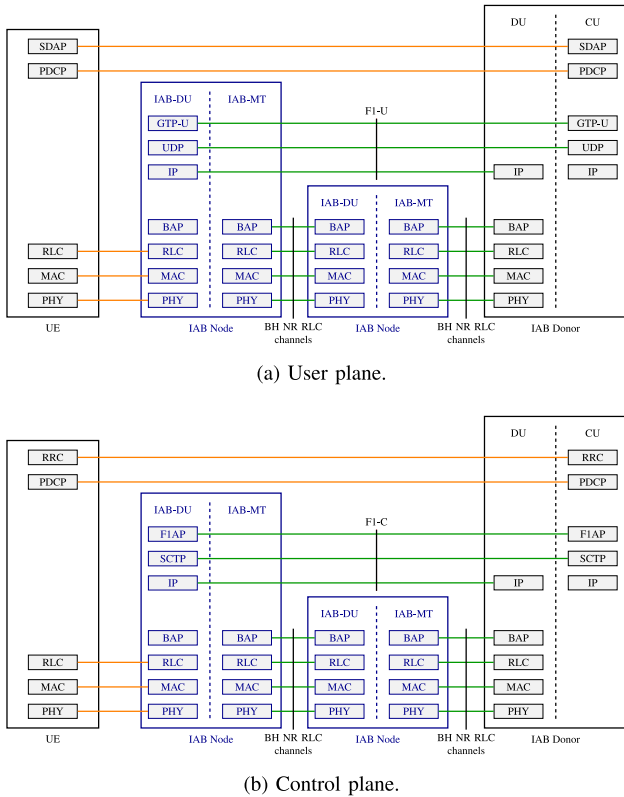 DU CU
SDAP SDAP
PDCP PDCP
IAB-DU IAB-MT
F1-U
GTP-U GTP-U
UDP UDP
IP IP IP
IAB-DU IAB-MT
BAP BAP BAP BAP BAP
RLC RLC RLC RLC RLC RLC
MAC MAC MAC MAC MAC MAC
PHY PHY PHY PHY PHY PHY
UE IAB Node BH NR RLC IAB Node BH NR RLC IAB Donor
channels channels
(a) User plane.
DU CU
RRC RRC
PDCP PDCP
IAB-DU IAB-MT
F1-C
F1AP F1AP
SCTP SCTP
IP IP IP
IAB-DU IAB-MT
BAP BAP BAP BAP BAP
RLC RLC RLC RLC RLC RLC
MAC MAC MAC MAC MAC MAC
PHY PHY PHY PHY PHY PHY
UE IAB Node BH NR RLC IAB Node BH NR RLC IAB Donor
channels channels
(b) Control plane.